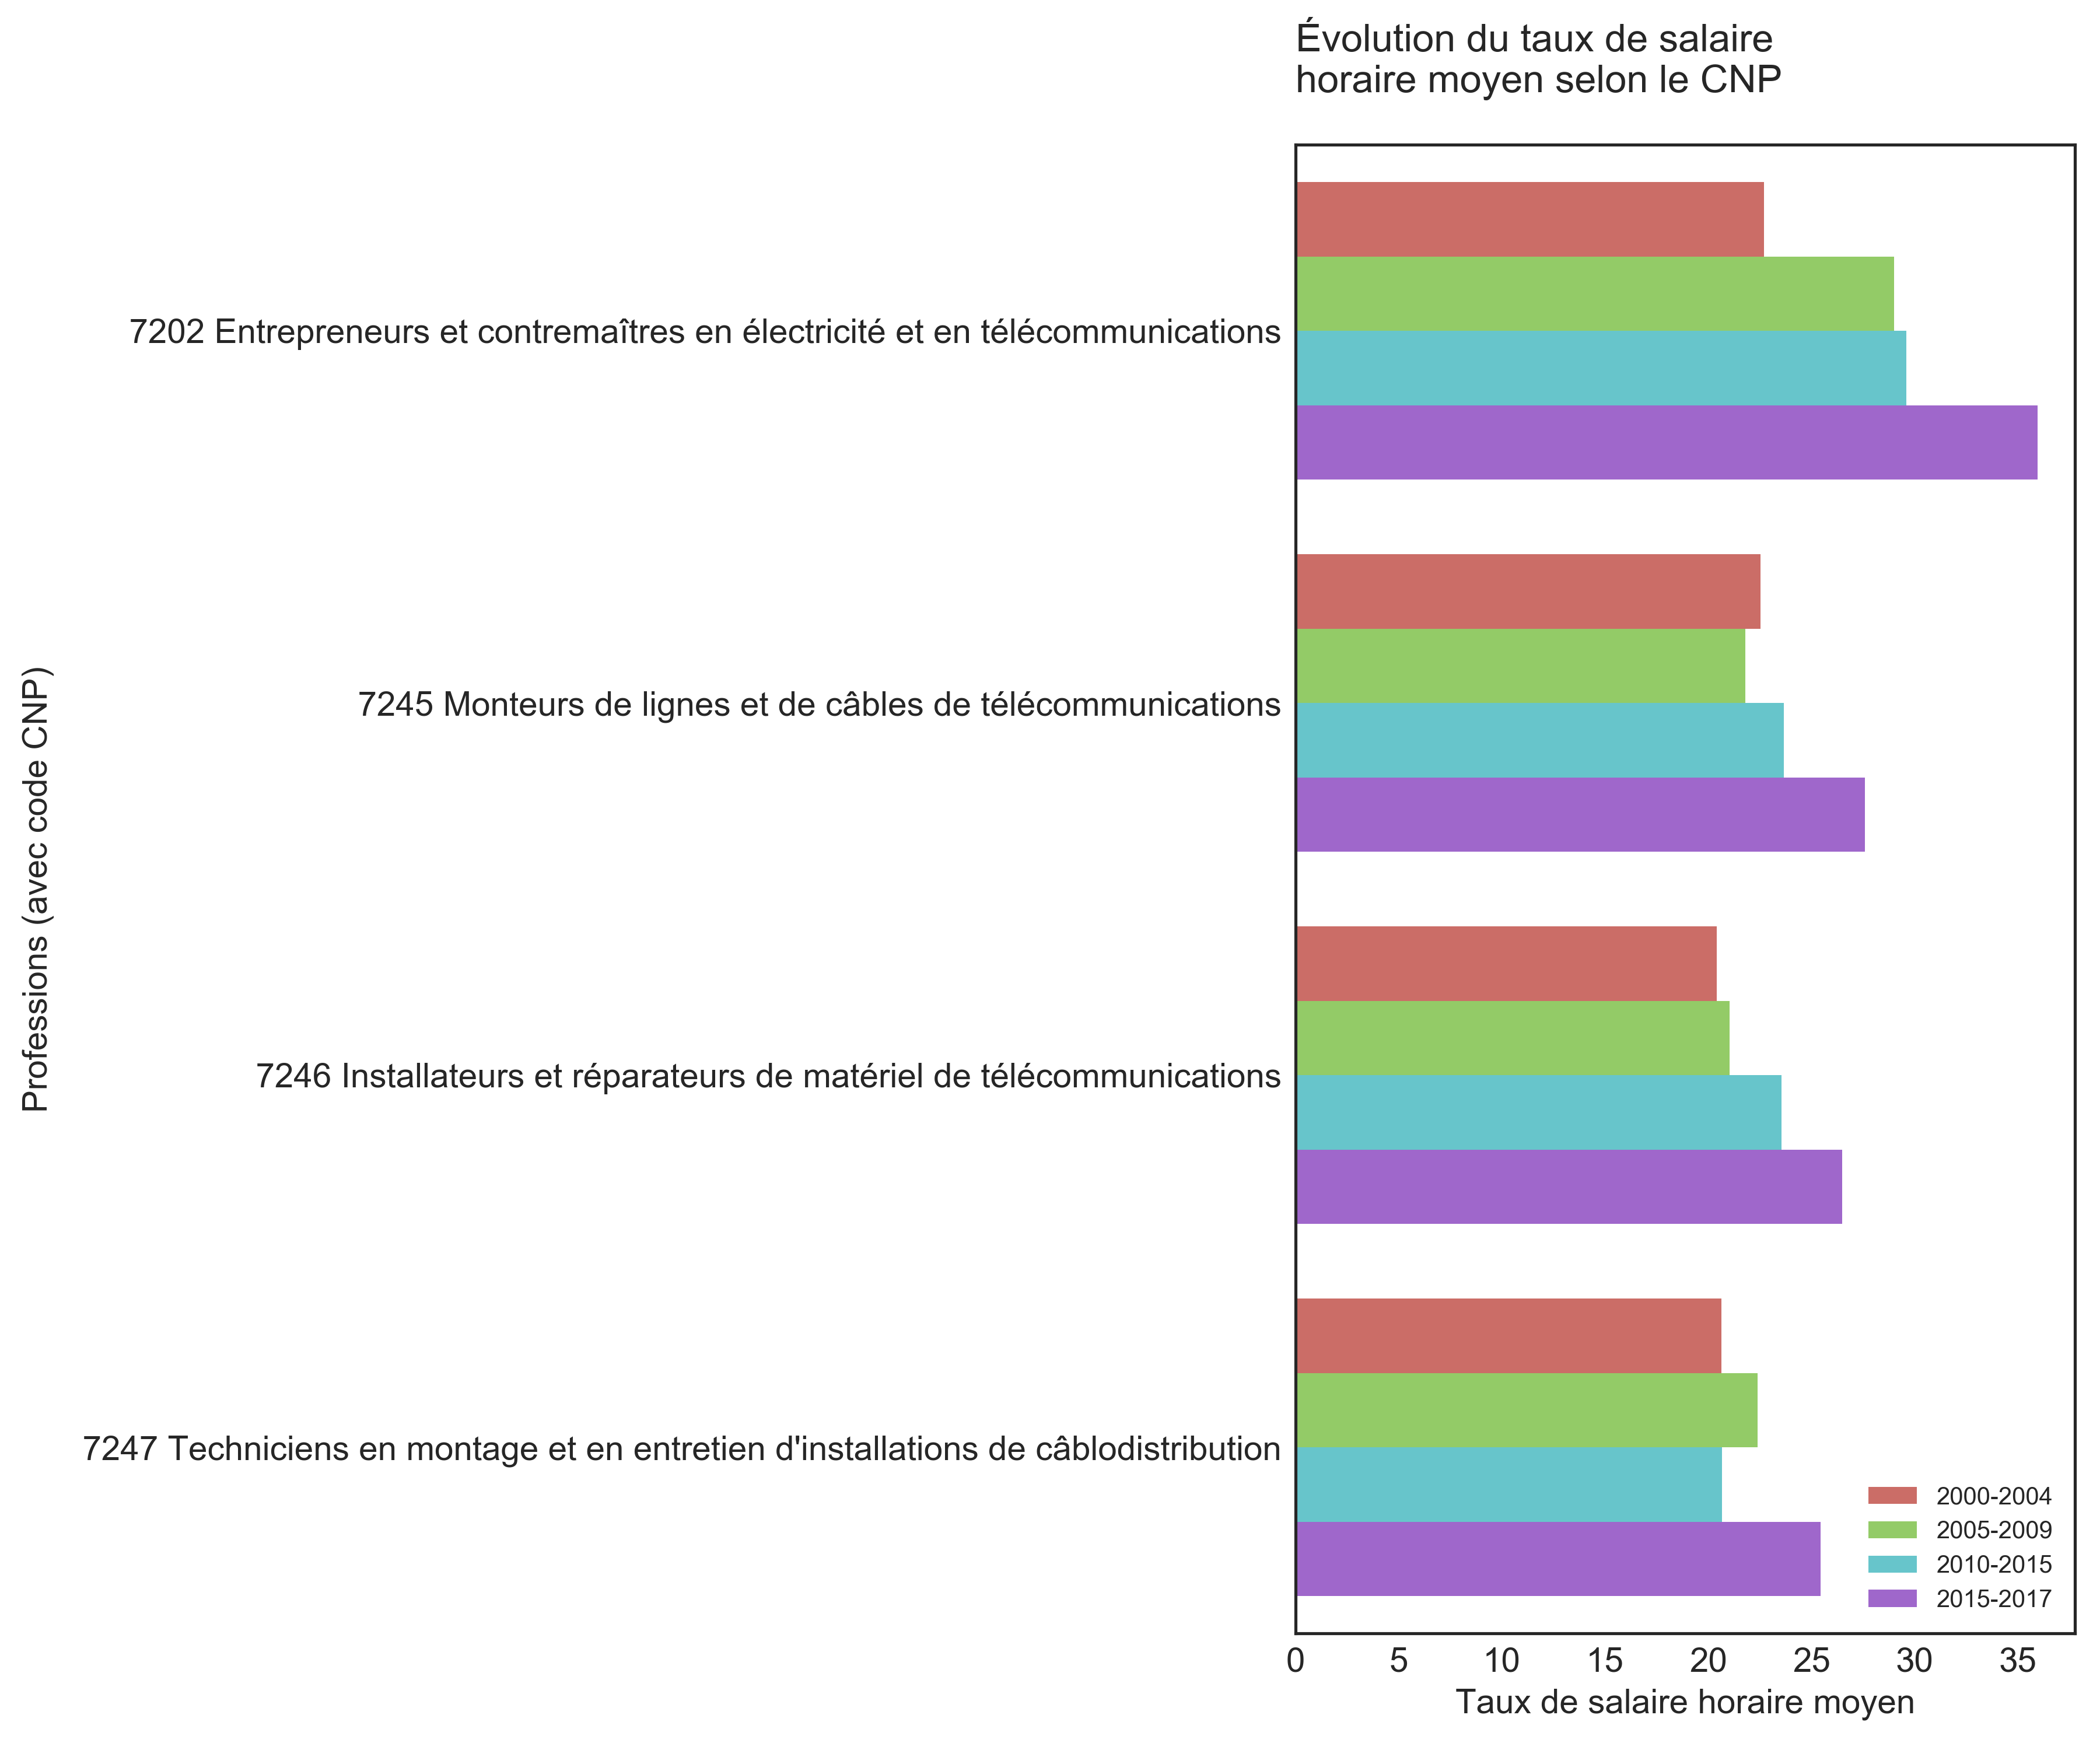 Évolution du taux de salaire
horaire moyen selon le CNP
Professions (avec code CNP)
7202 Entrepreneurs et contremaîtres en électricité et en télécommunications
7245 Monteurs de lignes et de câbles de télécommunications
7246 Installateurs et réparateurs de matériel de télécommunications
7247 Techniciens en montage et en entretien d'installations de câblodistribution
2000-2004
2005-2009
2010-2015
2015-2017
0 5 10 15 20 25 30 35
Taux de salaire horaire moyen